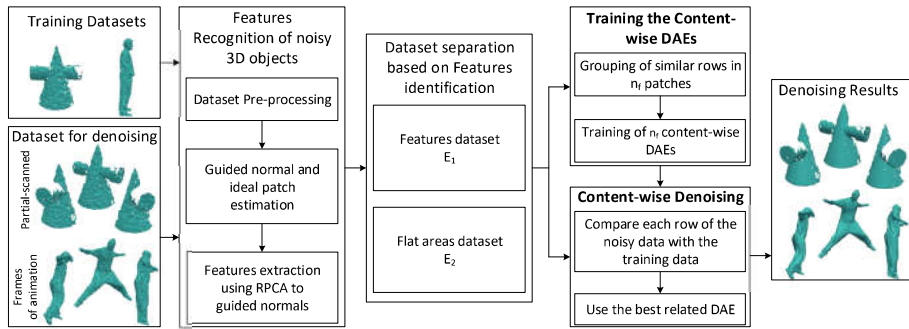 Training Datasets
Dataset for denoising
Partial-scanned
Frames
of animation
Features
Recognition of noisy
3D objects
Dataset Pre-processing
Guided normal and
ideal patch
estimation
Features extraction
using RPCA to
guided normals
Dataset separation
based on Features
identification
Features dataset
E1
Flat areas dataset
E2
Training the Content-
wise DAEs
Grouping of similar rows in
nf patches
Training of nf content-wise
DAEs
Content-wise Denoising
Compare each row of the
noisy data with the
training data
Use the best related DAE
Denoising Results